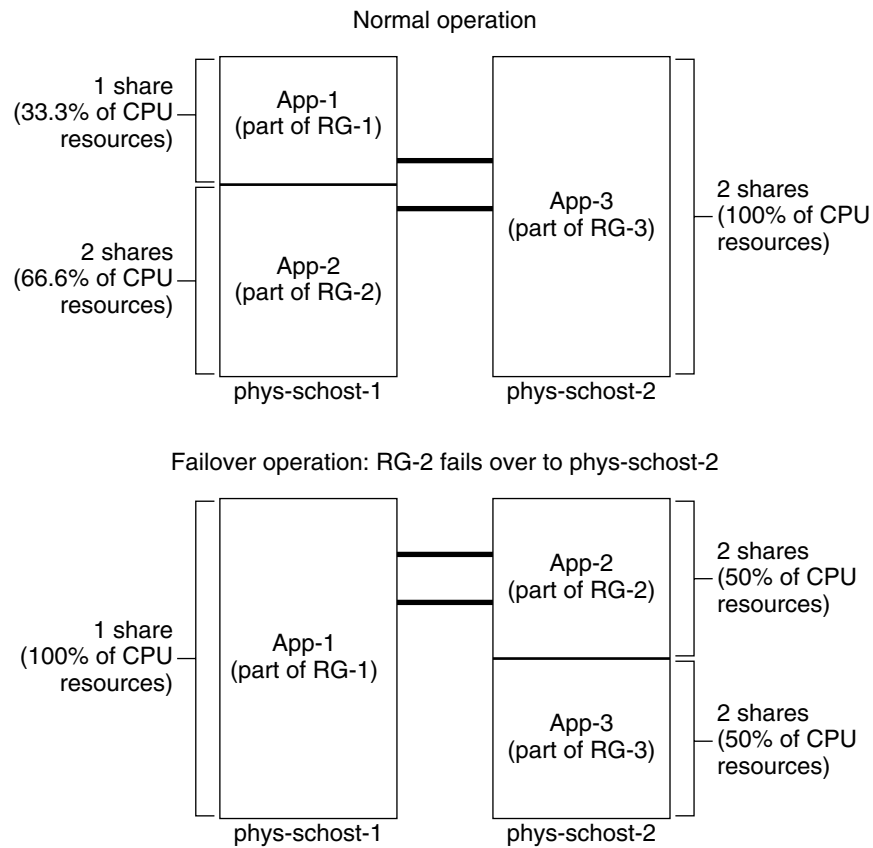 Normal operation
1 share
(33.3% of CPU
resources)
2 shares
(66.6% of CPU
resources)
App-1
(part of RG-1)
App-2
(part of RG-2)
phys-schost-1
App-3
(part of RG-3)
phys-schost-2
2 shares
(100% of CPU
resources)
Failover operation: RG-2 fails over to phys-schost-2
1 share
(100% of CPU
resources)
App-1
(part of RG-1)
phys-schost-1
App-2
(part of RG-2)
App-3
(part of RG-3)
phys-schost-2
2 shares
(50% of CPU
resources)
2 shares
(50% of CPU
resources)